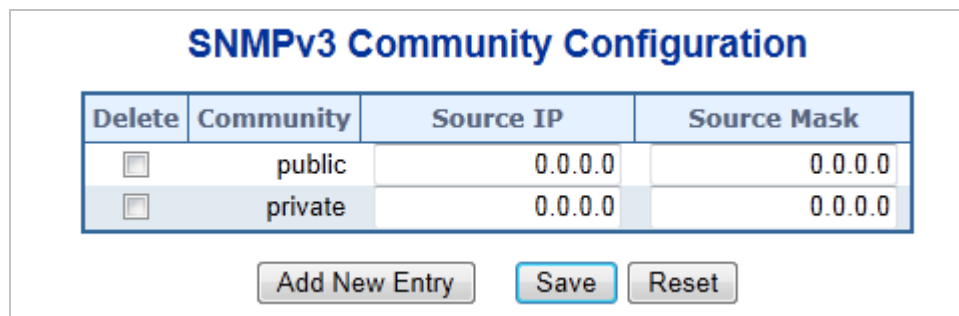 SNMPv3 Community Configuration
Delete Community Source IP Source Mask
public 0.0.0.0 0.0.0.0
private 0.0.0.0 0.0.0.0
Add New Entry Save Reset